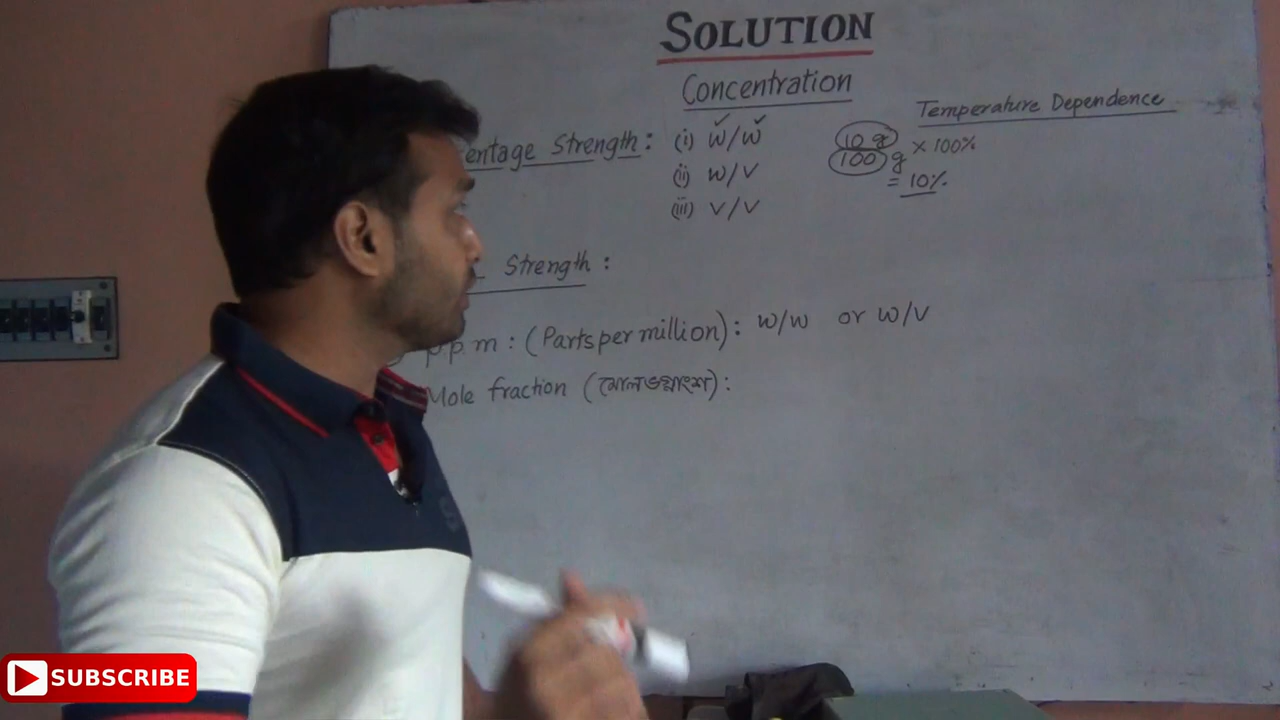 SOLUTION
Concentration
Temperature Dependence
entage Strength : (i) w/w
10 g
100 g × 100%
= 10%
(ii) w/v
(iii) v/v
Strength :
p.p.m : (Parts per million) : w/w or w/v
Mole fraction (মোলভগ্নাংশ) :
SUBSCRIBE